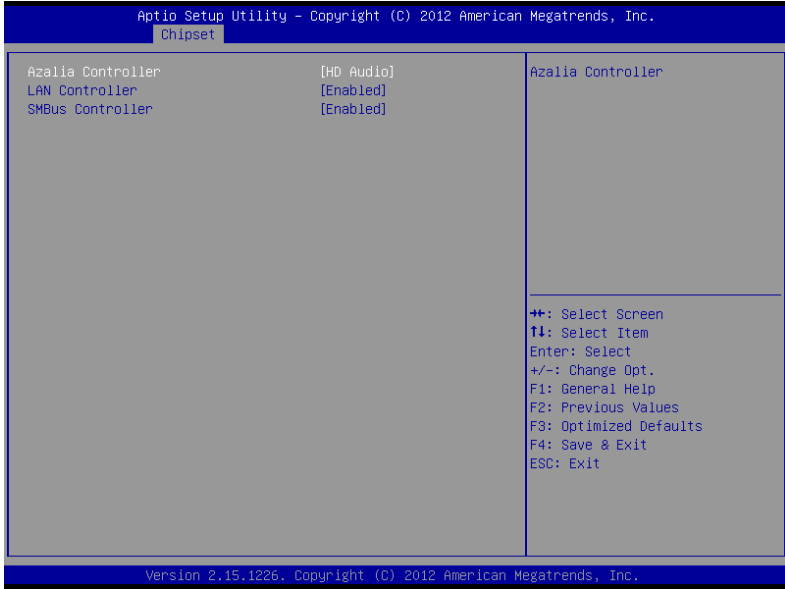 Aptio Setup Utility – Copyright (C) 2012 American Megatrends, Inc.
Chipset
Azalia Controller [HD Audio]
LAN Controller [Enabled]
SMBus Controller [Enabled]
Azalia Controller
→←: Select Screen
↑↓: Select Item
Enter: Select
+/-: Change Opt.
F1: General Help
F2: Previous Values
F3: Optimized Defaults
F4: Save & Exit
ESC: Exit
Version 2.15.1226. Copyright (C) 2012 American Megatrends, Inc.